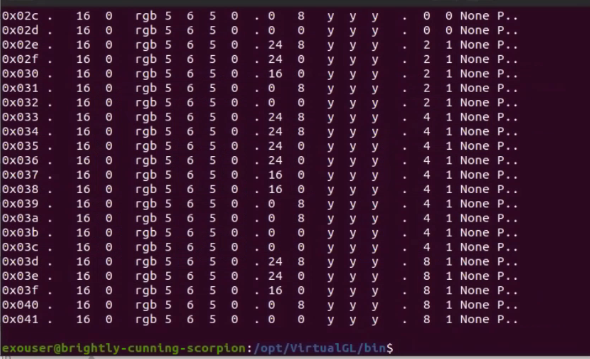 0x02c .   16  0   rgb 5  6  5  0  . 0   8   y  y  y   .  0  0 None P..
0x02d .   16  0   rgb 5  6  5  0  . 0   0   y  y  y   .  0  0 None P..
0x02e .   16  0   rgb 5  6  5  0  . 24  8   y  y  y   .  2  1 None P..
0x02f .   16  0   rgb 5  6  5  0  . 24  0   y  y  y   .  2  1 None P..
0x030 .   16  0   rgb 5  6  5  0  . 16  0   y  y  y   .  2  1 None P..
0x031 .   16  0   rgb 5  6  5  0  . 0   8   y  y  y   .  2  1 None P..
0x032 .   16  0   rgb 5  6  5  0  . 0   0   y  y  y   .  2  1 None P..
0x033 .   16  0   rgb 5  6  5  0  . 24  8   y  y  y   .  4  1 None P..
0x034 .   16  0   rgb 5  6  5  0  . 24  8   y  y  y   .  4  1 None P..
0x035 .   16  0   rgb 5  6  5  0  . 24  0   y  y  y   .  4  1 None P..
0x036 .   16  0   rgb 5  6  5  0  . 24  0   y  y  y   .  4  1 None P..
0x037 .   16  0   rgb 5  6  5  0  . 16  0   y  y  y   .  4  1 None P..
0x038 .   16  0   rgb 5  6  5  0  . 16  0   y  y  y   .  4  1 None P..
0x039 .   16  0   rgb 5  6  5  0  . 0   8   y  y  y   .  4  1 None P..
0x03a .   16  0   rgb 5  6  5  0  . 0   8   y  y  y   .  4  1 None P..
0x03b .   16  0   rgb 5  6  5  0  . 0   0   y  y  y   .  4  1 None P..
0x03c .   16  0   rgb 5  6  5  0  . 0   0   y  y  y   .  4  1 None P..
0x03d .   16  0   rgb 5  6  5  0  . 24  8   y  y  y   .  8  1 None P..
0x03e .   16  0   rgb 5  6  5  0  . 24  0   y  y  y   .  8  1 None P..
0x03f .   16  0   rgb 5  6  5  0  . 16  0   y  y  y   .  8  1 None P..
0x040 .   16  0   rgb 5  6  5  0  . 0   8   y  y  y   .  8  1 None P..
0x041 .   16  0   rgb 5  6  5  0  . 0   0   y  y  y   .  8  1 None P..
exouser@brightly-cunning-scorpion:/opt/VirtualGL/bin$